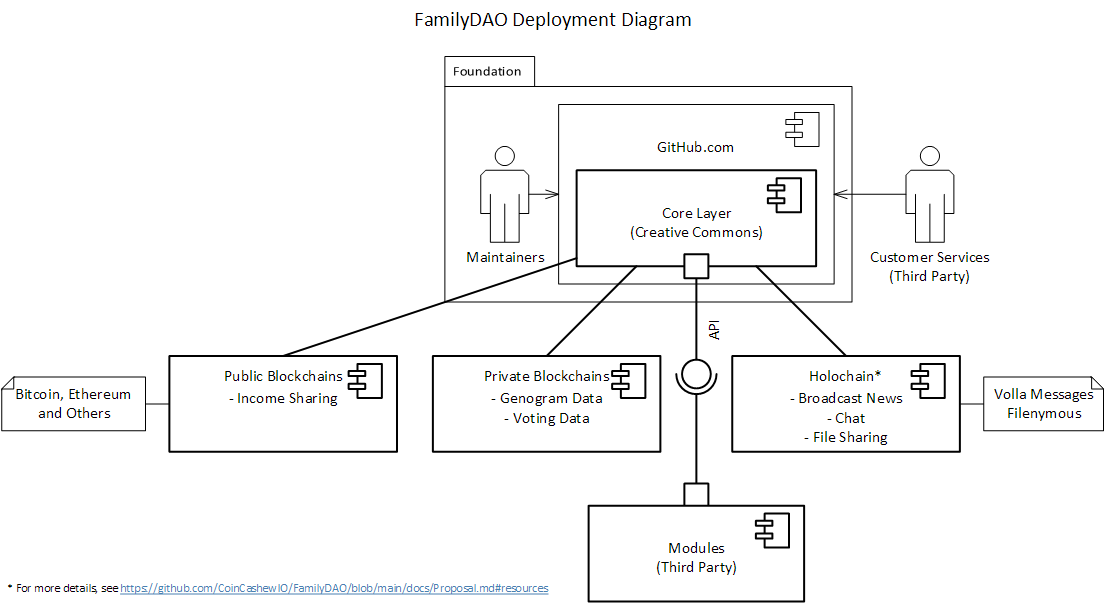 FamilyDAO Deployment Diagram
Foundation
GitHub.com
Core Layer
(Creative Commons)
Maintainers
Customer Services
(Third Party)
API
Bitcoin, Ethereum
and Others
Public Blockchains
- Income Sharing
Private Blockchains
- Genogram Data
- Voting Data
Holochain*
- Broadcast News
- Chat
- File Sharing
Volla Messages
Filenymous
Modules
(Third Party)
* For more details, see https://github.com/CoinCashewIO/FamilyDAO/blob/main/docs/Proposal.md#resources